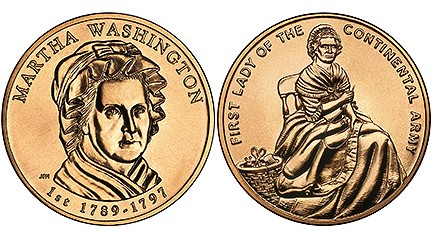 MARTHA WASHINGTON
JFM
1st 1789-1797
FIRST LADY OF THE CONTINENTAL ARMY